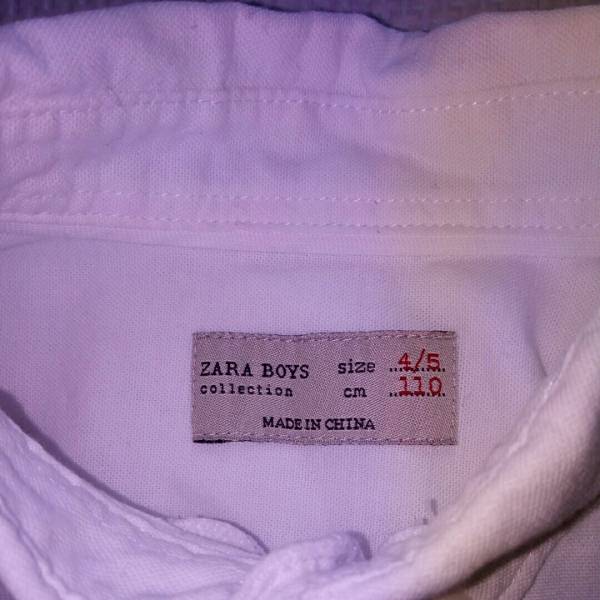 ZARA BOYS size 4/5
collection cm 110
MADE IN CHINA